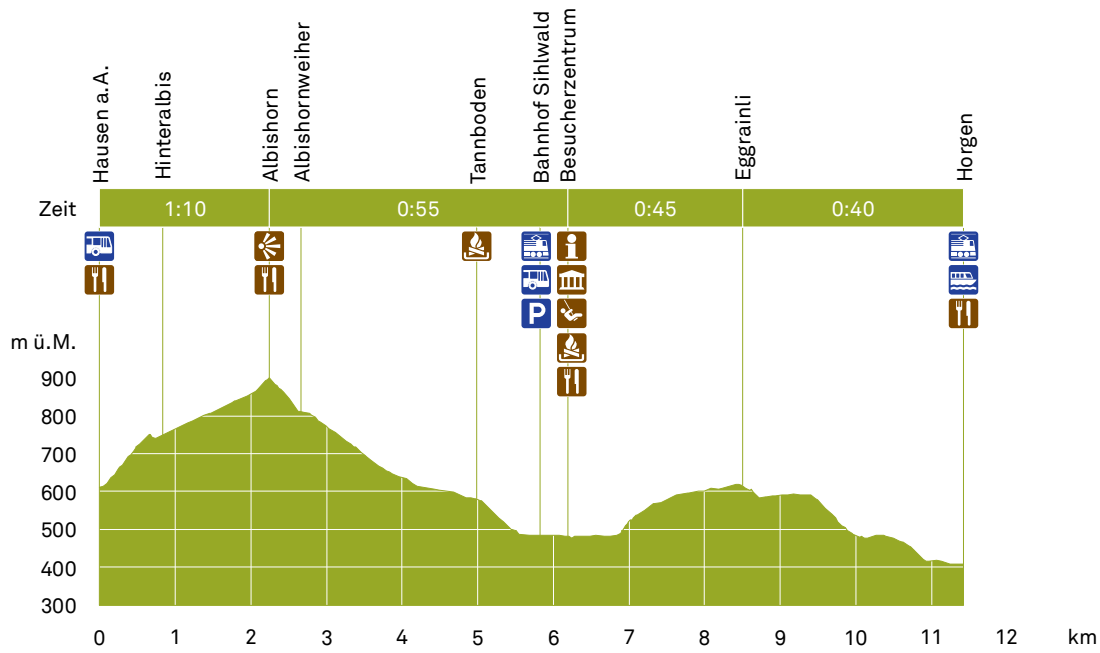 Hausen a.A.
Hinteralbis
Albishorn
Albishornweiher
Tannboden
Bahnhof Sihlwald
Besucherzentrum
Eggrainli
Horgen
Zeit 1:10 0:55 0:45 0:40
P
m ü.M.
900
800
700
600
500
400
300
0 1 2 3 4 5 6 7 8 9 10 11 12 km